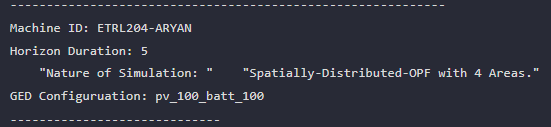 -----------------------------------------------------------
Machine ID: ETRL204-ARYAN
Horizon Duration: 5
"Nature of Simulation: "    "Spatially-Distributed-OPF with 4 Areas."
GED Configuruation: pv_100_batt_100
-----------------------------